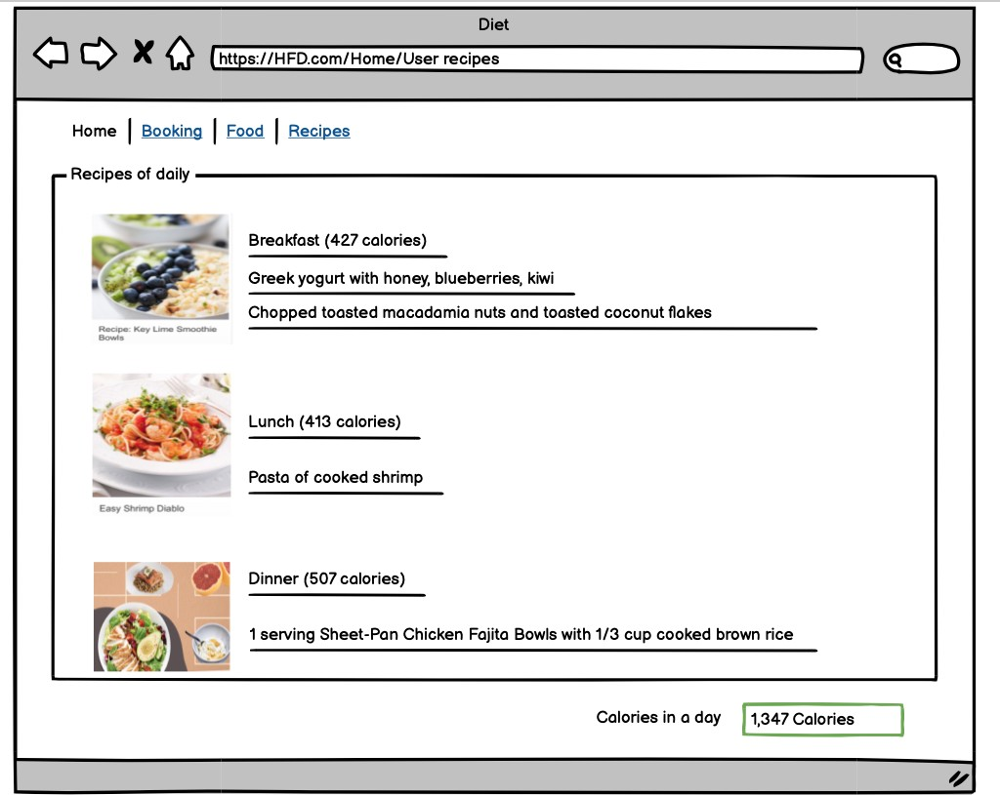 Diet
https://HFD.com/Home/User recipes
Home Booking Food Recipes
Recipes of daily
Breakfast (427 calories)
Greek yogurt with honey, blueberries, kiwi
Chopped toasted macadamia nuts and toasted coconut flakes
Recipe: Key Lime Smoothie
Bowls
Lunch (413 calories)
Pasta of cooked shrimp
Easy Shrimp Diablo
Dinner (507 calories)
1 serving Sheet-Pan Chicken Fajita Bowls with 1/3 cup cooked brown rice
Calories in a day 1,347 Calories